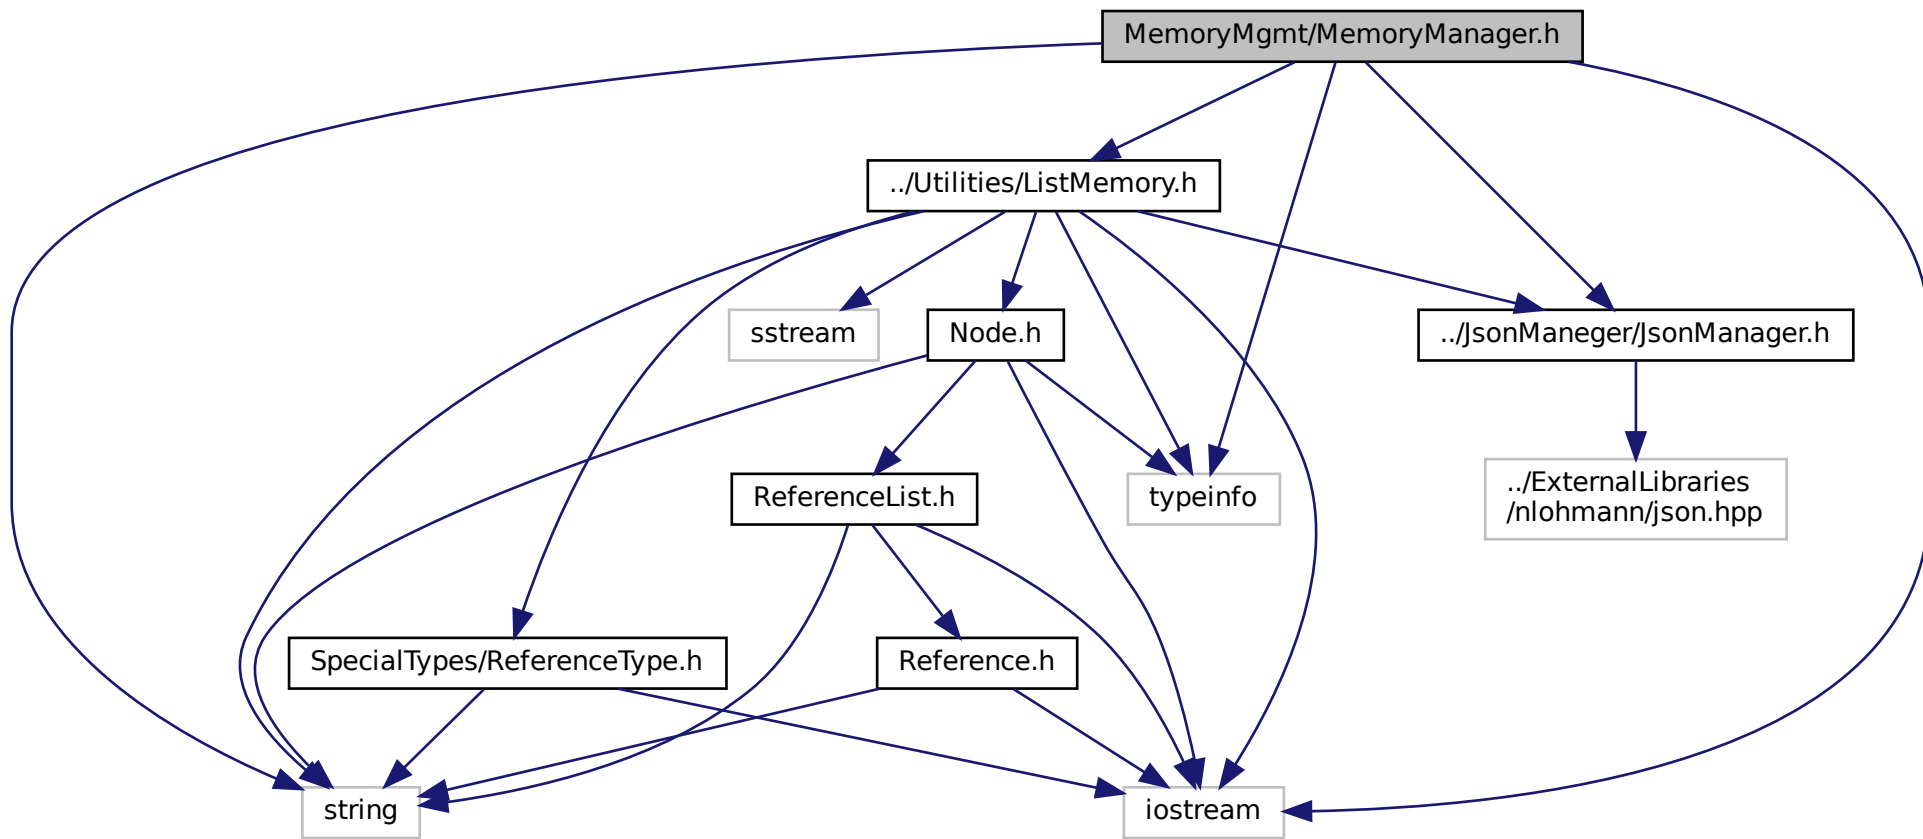 MemoryMgmt/MemoryManager.h
../Utilities/ListMemory.h
sstream
Node.h
../JsonManeger/JsonManager.h
ReferenceList.h
typeinfo
../ExternalLibraries
/nlohmann/json.hpp
SpecialTypes/ReferenceType.h
Reference.h
string
iostream